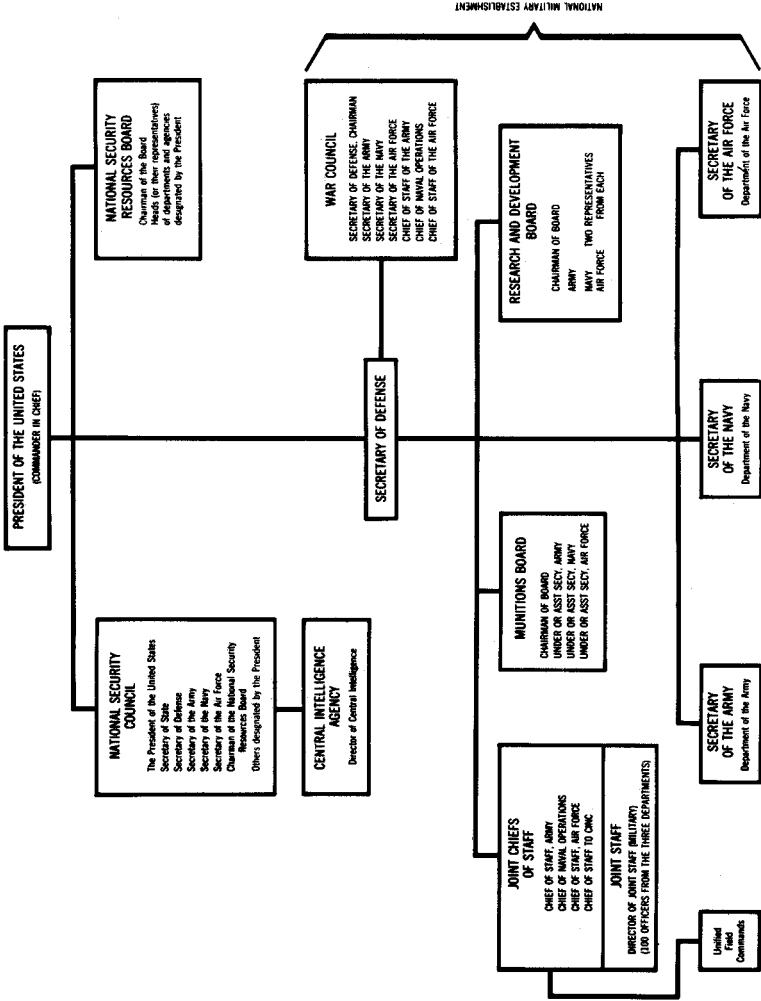 PRESIDENT OF THE UNITED STATES
(COMMANDER IN CHIEF)
NATIONAL SECURITY
COUNCIL
The President of the United States
Secretary of State
Secretary of Defense
Secretary of the Army
Secretary of the Navy
Secretary of the Air Force
Chairman of the National Security
Resources Board
Others designated by the President
NATIONAL SECURITY
RESOURCES BOARD
Chairman of the Board
Heads (or their representatives)
of departments and agencies
designated by the President
CENTRAL INTELLIGENCE
AGENCY
Director of Central Intelligence
SECRETARY OF DEFENSE
WAR COUNCIL
SECRETARY OF DEFENSE, CHAIRMAN
SECRETARY OF THE ARMY
SECRETARY OF THE NAVY
SECRETARY OF THE AIR FORCE
CHIEF OF STAFF OF THE ARMY
CHIEF OF NAVAL OPERATIONS
CHIEF OF STAFF OF THE AIR FORCE
NATIONAL MILITARY ESTABLISHMENT
JOINT CHIEFS
OF STAFF
CHIEF OF STAFF, ARMY
CHIEF OF NAVAL OPERATIONS
CHIEF OF STAFF, AIR FORCE
CHIEF OF STAFF TO CINC
JOINT STAFF
DIRECTOR OF JOINT STAFF (MILITARY)
(100 OFFICERS FROM THE THREE DEPARTMENTS)
MUNITIONS BOARD
CHAIRMAN OF BOARD
UNDER OR ASST SECY, ARMY
UNDER OR ASST SECY, NAVY
UNDER OR ASST SECY, AIR FORCE
RESEARCH AND DEVELOPMENT
BOARD
CHAIRMAN OF BOARD
ARMY
NAVY TWO REPRESENTATIVES
AIR FORCE FROM EACH
Unified
Field
Commands
SECRETARY
OF THE ARMY
Department of the Army
SECRETARY
OF THE NAVY
Department of the Navy
SECRETARY
OF THE AIR FORCE
Department of the Air Force